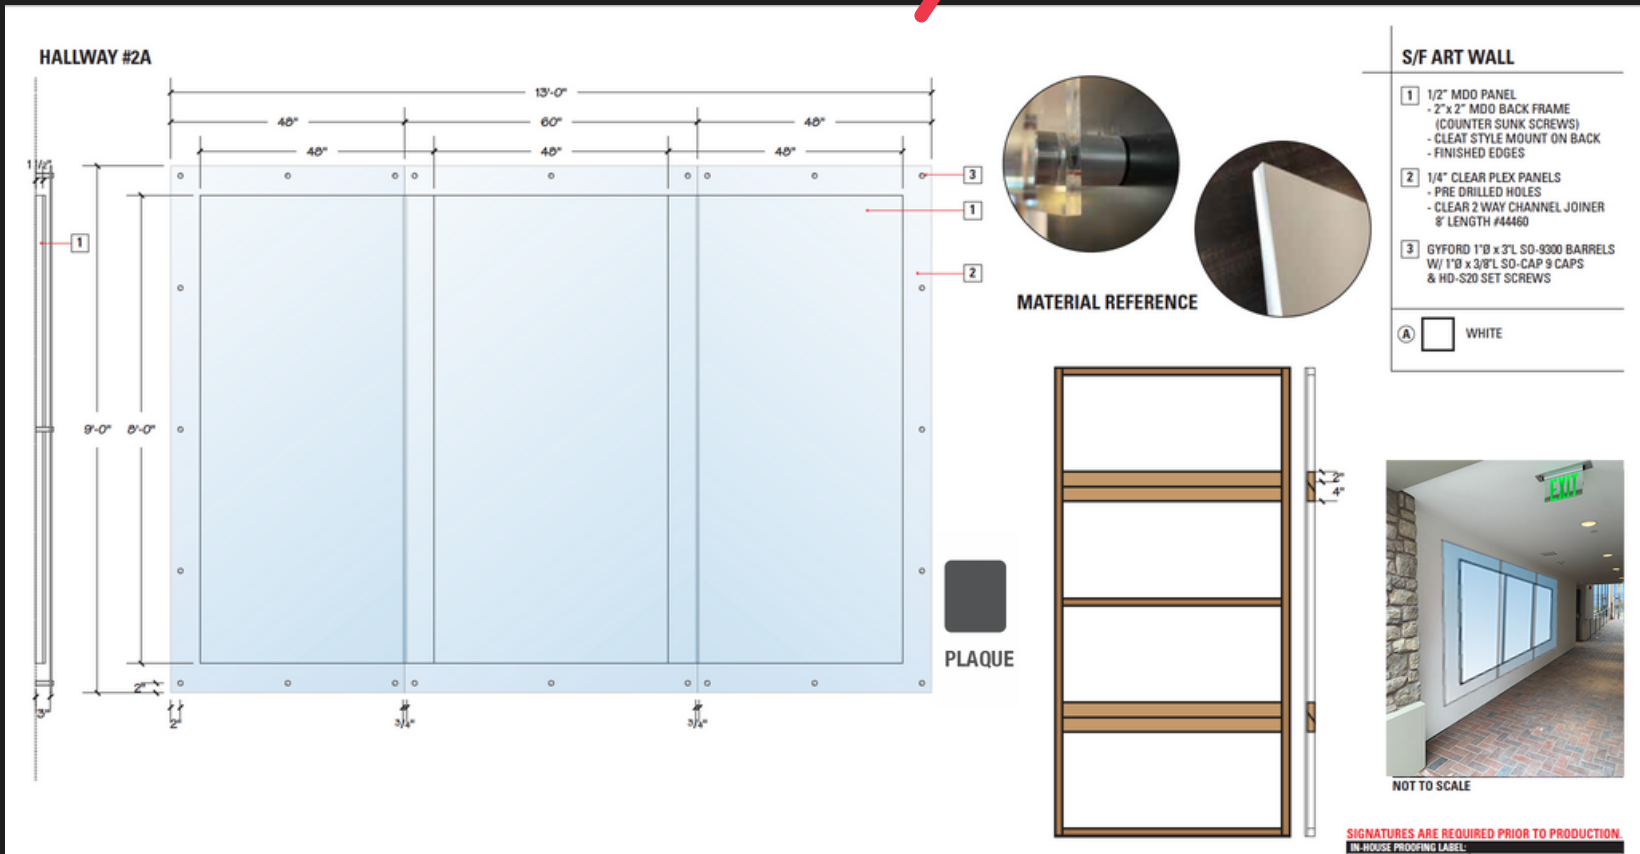 HALLWAY #2A
13'-0"
48"
60"
48"
48"
48"
48"
1 1/2"
3
1
2
1
9'-0"
8'-0"
2"
3"
2"
3/4"
3/4"
PLAQUE
MATERIAL REFERENCE
2"
4"
S/F ART WALL
1 1/2" MDO PANEL
- 2"x 2" MDO BACK FRAME
(COUNTER SUNK SCREWS)
- CLEAT STYLE MOUNT ON BACK
- FINISHED EDGES
2 1/4" CLEAR PLEX PANELS
- PRE DRILLED HOLES
- CLEAR 2 WAY CHANNEL JOINER
8' LENGTH #44460
3 GYFORD 1"Ø x 3"L SO-9300 BARRELS
W/ 1"Ø x 3/8"L SO-CAP 9 CAPS
& HD-S20 SET SCREWS
A WHITE
EXIT
NOT TO SCALE
SIGNATURES ARE REQUIRED PRIOR TO PRODUCTION.
IN-HOUSE PROOFING LABEL: